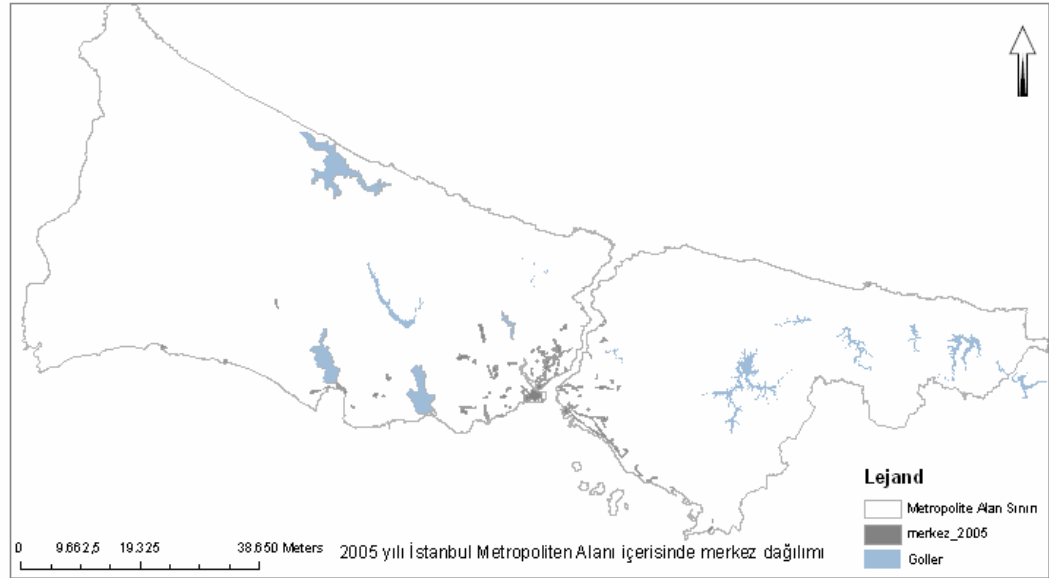 Lejand
Metropolite Alan Sınırı
merkez_2005
Goller
0 9.662,5 19.325 38.650 Meters
2005 yılı İstanbul Metropoliten Alanı içerisinde merkez dağılımı